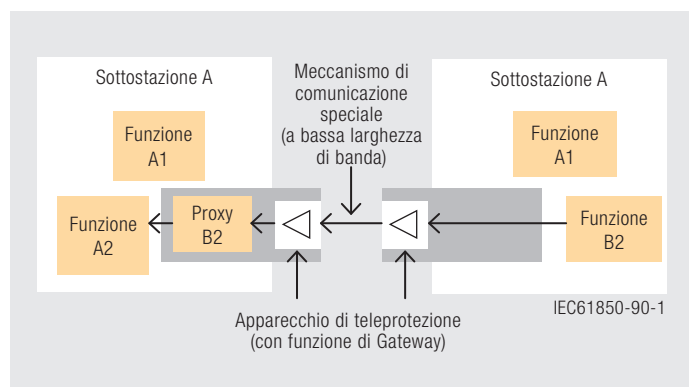 Sottostazione A
Funzione
A1
Funzione
A2
Proxy
B2
Meccanismo di
comunicazione
speciale
(a bassa larghezza
di banda)
Sottostazione A
Funzione
A1
Funzione
B2
IEC61850-90-1
Apparecchio di teleprotezione
(con funzione di Gateway)